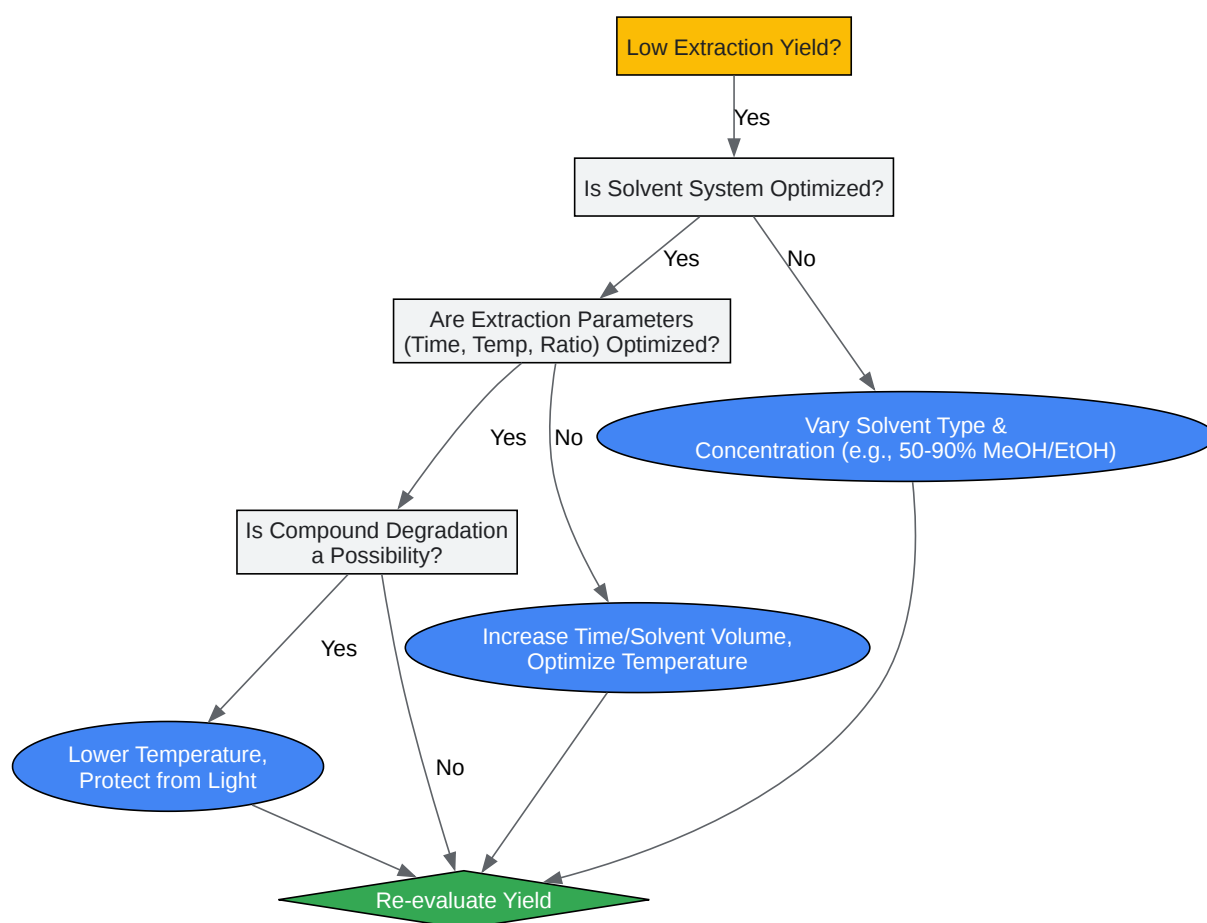 Low Extraction Yield?
Yes
Is Solvent System Optimized?
Yes
No
Are Extraction Parameters
(Time, Temp, Ratio) Optimized?
Vary Solvent Type &
Concentration (e.g., 50-90% MeOH/EtOH)
Yes
No
Is Compound Degradation
a Possibility?
Increase Time/Solvent Volume,
Optimize Temperature
Yes
Lower Temperature,
Protect from Light
No
Re-evaluate Yield